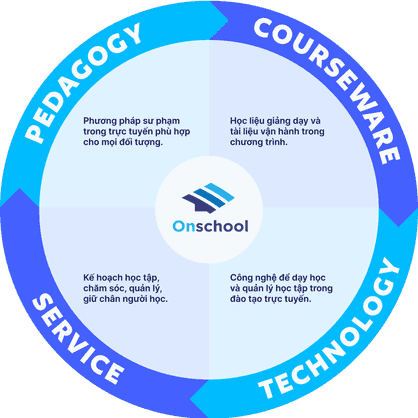 PEDAGOGY
COURSEWARE
Phương pháp sư phạm
trong trực tuyến phù hợp
cho mọi đối tượng.
Học liệu giảng dạy và
tài liệu vận hành trong
chương trình.
Onschool
Kế hoạch học tập,
chăm sóc, quản lý,
giữ chân người học.
Công nghệ để dạy học
và quản lý học tập trong
đào tạo trực tuyến.
SERVICE
TECHNOLOGY